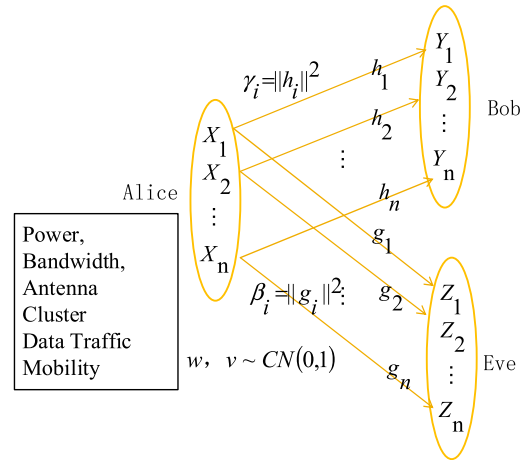 γi=||hi||²
h1
Y1
Y2
⋮
Yn
Bob
X1
X2
⋮
Xn
Alice
h2
⋮
hn
g1
g2
gn
Power,
Bandwidth,
Antenna
Cluster
Data Traffic
Mobility
βi=||gi||²⋮
w, v ~ CN(0,1)
Z1
Z2
⋮
Zn
Eve